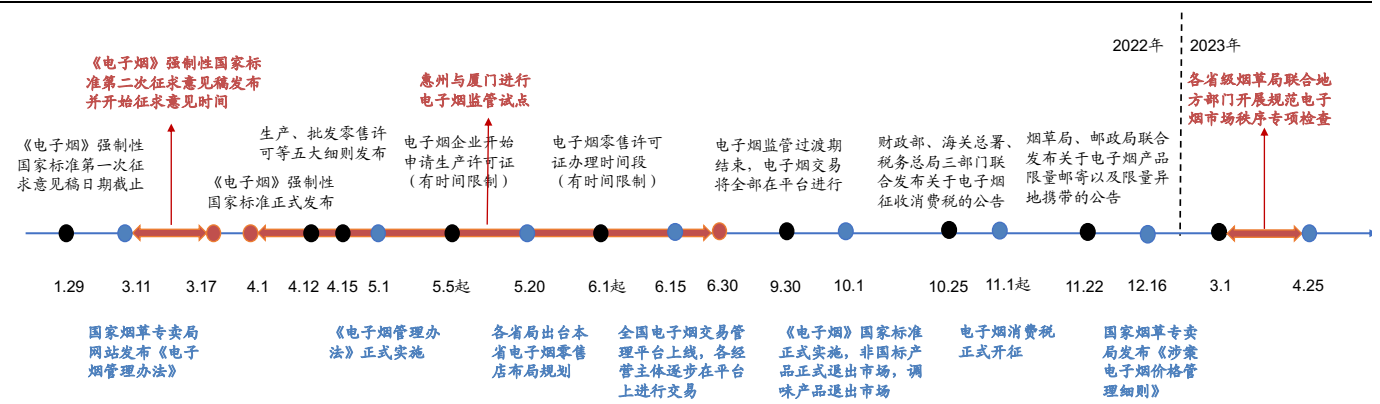 2022年
2023年
《电子烟》强制性国家标
准第二次征求意见稿发布
并开始征求意见时间
惠州与厦门进行
电子烟监管试点
各省级烟草局联合地
方部门开展规范电子
烟市场秩序专项检查
《电子烟》强制性
国家标准第一次征
求意见稿日期截止
《电子烟》强制性
国家标准正式发布
生产、批发零售许
可等五大细则发布
电子烟企业开始
申请生产许可证
（有时间限制）
电子烟零售许可
证办理时间段
（有时间限制）
电子烟监管过渡期
结束，电子烟交易
将全部在平台进行
财政部、海关总署、
税务总局三部门联
合发布关于电子烟
征收消费税的公告
烟草局、邮政局联合
发布关于电子烟产品
限量邮寄以及限量异
地携带的公告
1.29
3.11
3.17
4.1
4.12
4.15
5.1
5.5起
5.20
6.1起
6.15
6.30
9.30
10.1
10.25
11.1起
11.22
12.16
3.1
4.25
国家烟草专卖局
网站发布《电子
烟管理办法》
《电子烟管理办
法》正式实施
各省局出台本
省电子烟零售
店布局规划
全国电子烟交易管
理平台上线，各经
营主体逐步在平台
上进行交易
《电子烟》国家标准
正式实施，非国标产
品正式退出市场，调
味产品退出市场
电子烟消费税
正式开征
国家烟草专卖
局发布《涉案
电子烟价格管
理细则》